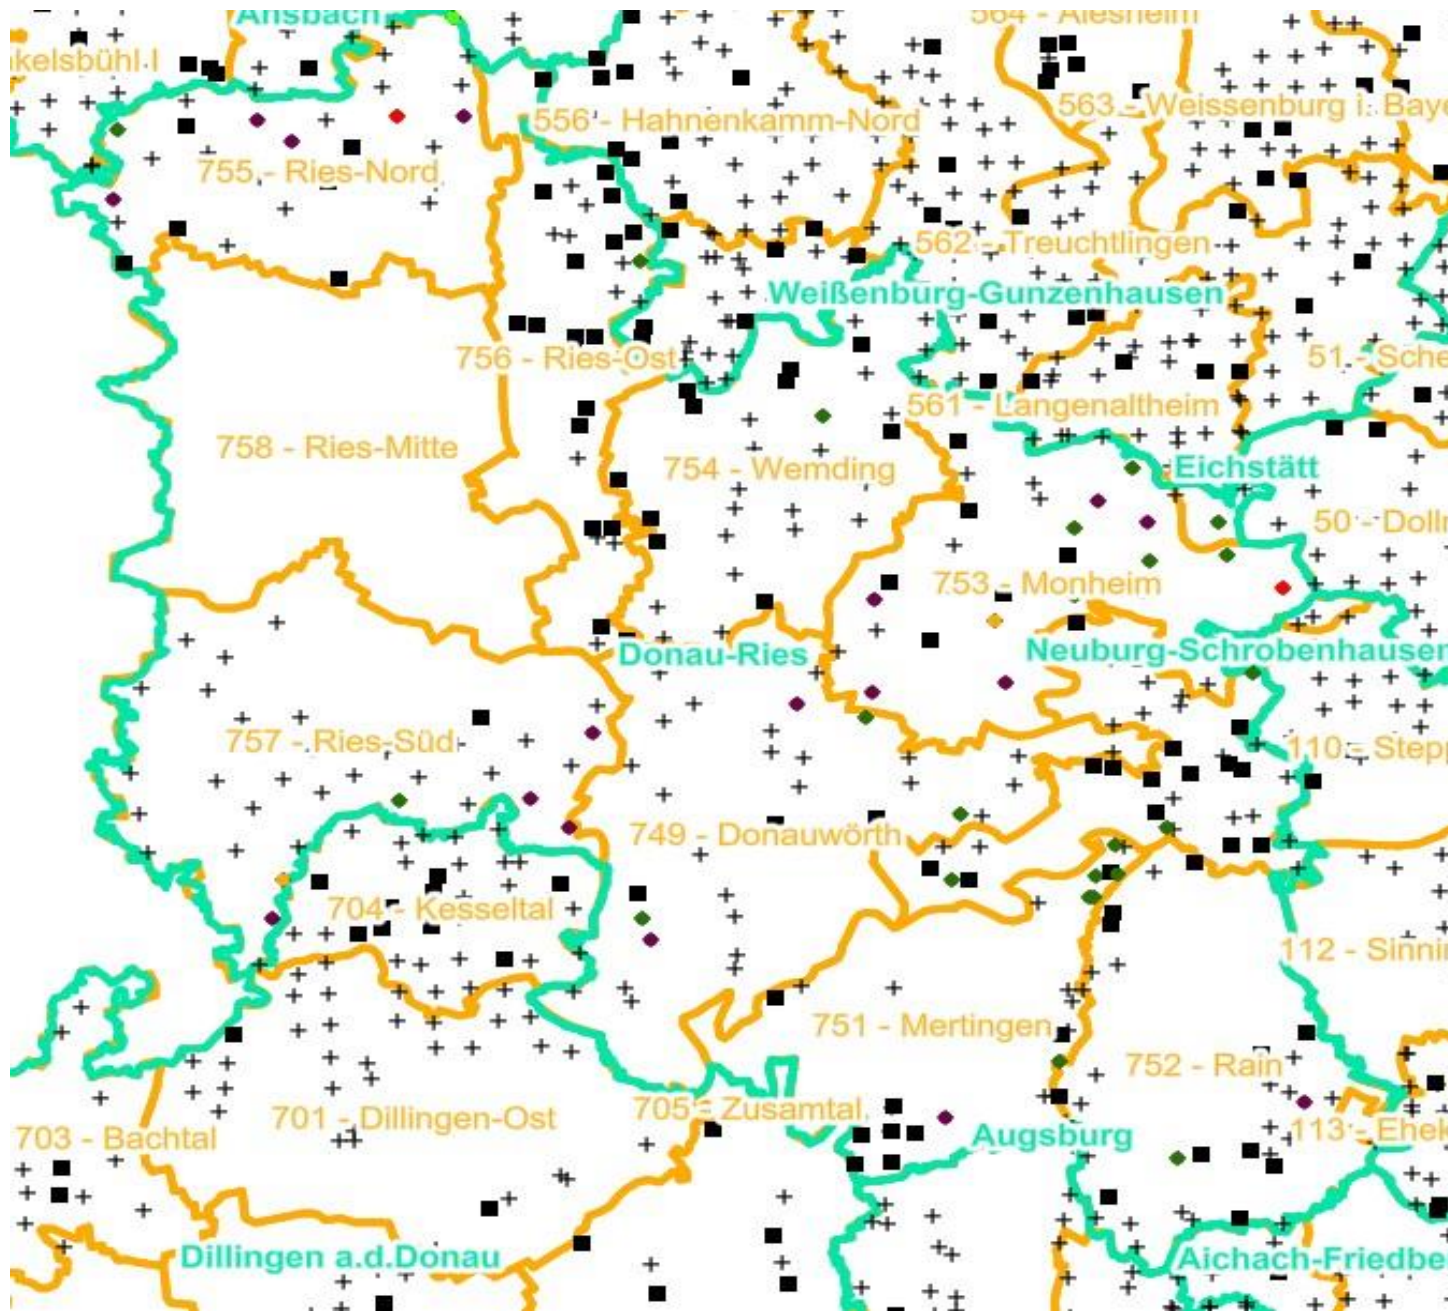 Ansbach
564 - Alesheim
nkelsbühl I
563 - Weissenburg i. Baye
556 - Hahnenkamm-Nord
755 - Ries-Nord
562 - Treuchtlingen
Weißenburg-Gunzenhausen
756 - Ries-Ost
51 - Sche
561 - Langenaltheim
758 - Ries-Mitte
754 - Wemding
Eichstätt
50 - Dolln
753 - Monheim
Donau-Ries
Neuburg-Schrobenhausen
757 - Ries-Süd
110 - Stepp
749 - Donauwörth
704 - Kesseltal
112 - Sinnin
751 - Mertingen
752 - Rain
705 - Zusamtal
701 - Dillingen-Ost
113 - Ehek
703 - Bachtal
Augsburg
Dillingen a.d.Donau
Aichach-Friedbe